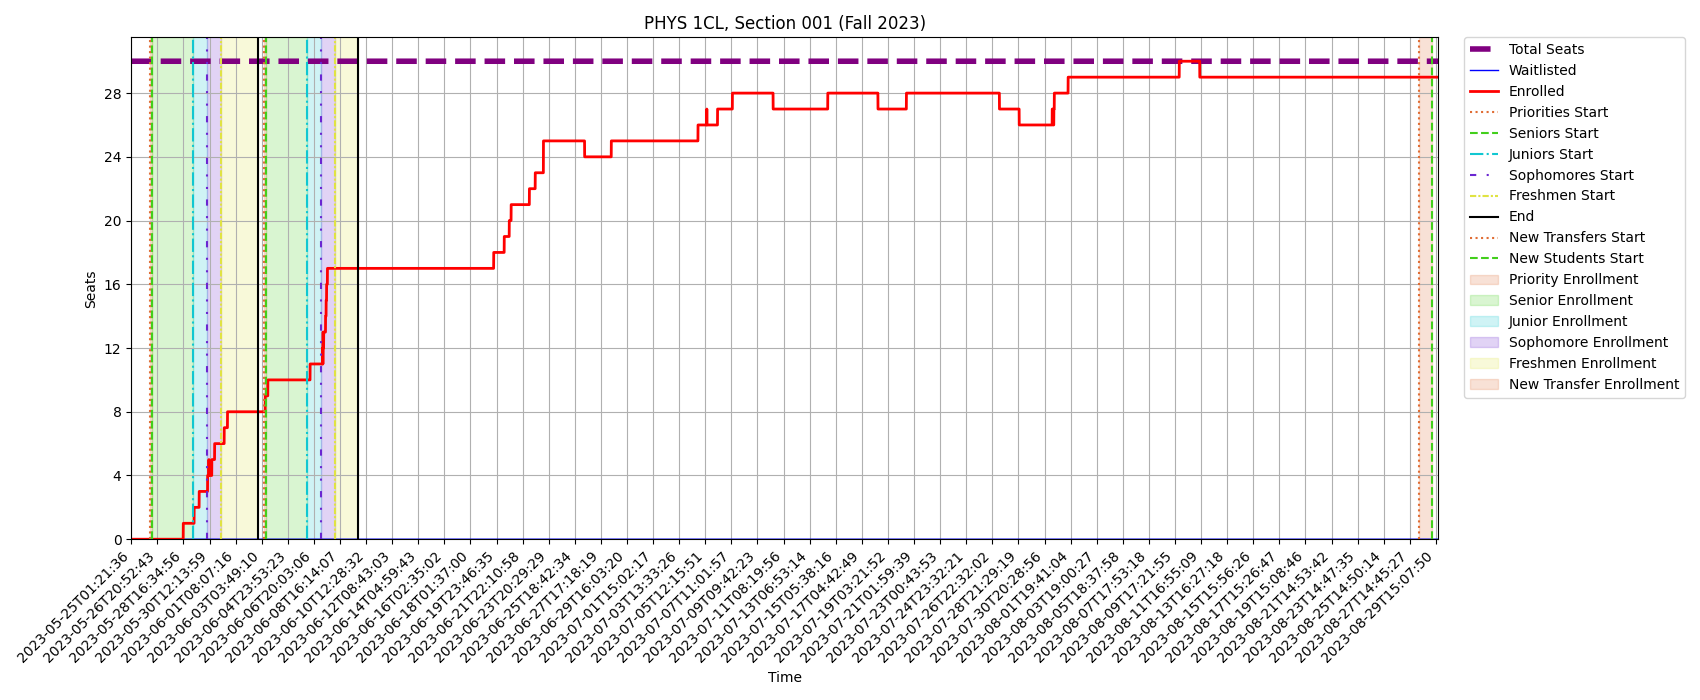 PHYS 1CL, Section 001 (Fall 2023)
Seats
28
24
20
16
12
8
4
0
2023-05-25T01:21:36
2023-05-26T20:52:43
2023-05-28T16:34:56
2023-05-30T12:13:59
2023-06-01T08:07:16
2023-06-03T03:49:10
2023-06-04T23:53:23
2023-06-06T20:03:06
2023-06-08T16:14:07
2023-06-10T12:28:32
2023-06-12T08:43:03
2023-06-14T04:59:43
2023-06-16T02:35:02
2023-06-18T01:37:00
2023-06-19T23:46:35
2023-06-21T22:10:58
2023-06-23T20:29:29
2023-06-25T18:42:34
2023-06-27T17:18:19
2023-06-29T16:03:20
2023-07-01T15:02:17
2023-07-03T13:33:26
2023-07-05T12:15:51
2023-07-07T11:01:57
2023-07-09T09:42:23
2023-07-11T08:19:56
2023-07-13T06:53:14
2023-07-15T05:38:16
2023-07-17T04:42:49
2023-07-19T03:21:52
2023-07-21T01:59:39
2023-07-23T00:43:53
2023-07-24T23:32:21
2023-07-26T22:32:02
2023-07-28T21:29:19
2023-07-30T20:28:56
2023-08-01T19:41:04
2023-08-03T19:00:27
2023-08-05T18:37:58
2023-08-07T17:53:18
2023-08-09T17:21:55
2023-08-11T16:55:09
2023-08-13T16:27:18
2023-08-15T15:56:26
2023-08-17T15:26:47
2023-08-19T15:08:46
2023-08-21T14:53:42
2023-08-23T14:47:35
2023-08-25T14:50:14
2023-08-27T14:45:27
2023-08-29T15:07:50
Time
Total Seats
Waitlisted
Enrolled
Priorities Start
Seniors Start
Juniors Start
Sophomores Start
Freshmen Start
End
New Transfers Start
New Students Start
Priority Enrollment
Senior Enrollment
Junior Enrollment
Sophomore Enrollment
Freshmen Enrollment
New Transfer Enrollment